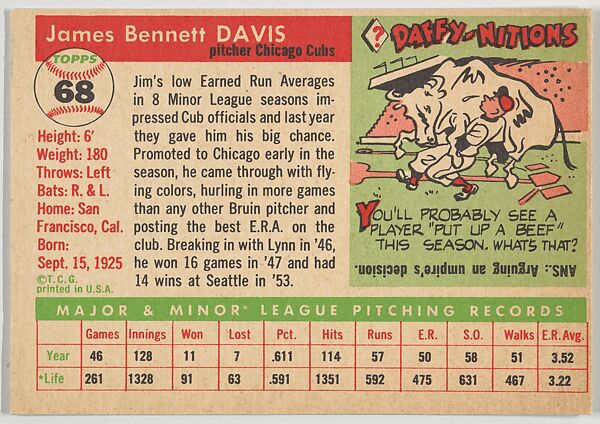 James Bennett DAVIS
pitcher Chicago Cubs
TOPPS
68
Height: 6'
Weight: 180
Throws: Left
Bats: R. & L.
Home: San
Francisco, Cal.
Born:
Sept. 15, 1925
©T.C.G.
printed in U.S.A.
Jim's low Earned Run Averages
in 8 Minor League seasons im-
pressed Cub officials and last year
they gave him his big chance.
Promoted to Chicago early in the
season, he came through with fly-
ing colors, hurling in more games
than any other Bruin pitcher and
posting the best E.R.A. on the
club. Breaking in with Lynn in '46,
he won 16 games in '47 and had
14 wins at Seattle in '53.
? DAFFY-NITIONS
YOU'LL PROBABLY SEE A
PLAYER "PUT UP A BEEF"
THIS SEASON. WHAT'S THAT?
ANS.: Arguing an umpire's decision.
MAJOR & MINOR* LEAGUE PITCHING RECORDS
Games Innings Won Lost Pct. Hits Runs E.R. S.O. Walks E.R.Avg.
Year 46 128 11 7 .611 114 57 50 58 51 3.52
*Life 261 1328 91 63 .591 1351 592 475 631 467 3.22